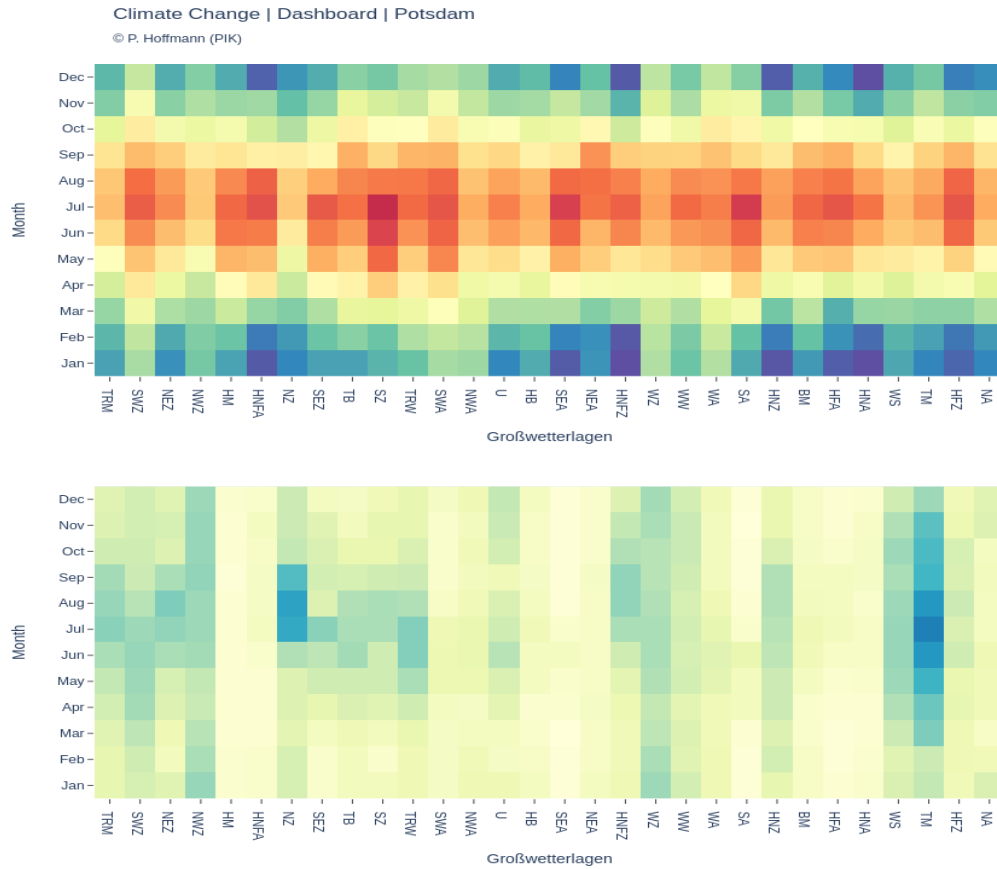 Climate Change | Dashboard | Potsdam
© P. Hoffmann (PIK)
Month
Dec
Nov
Oct
Sep
Aug
Jul
Jun
May
Apr
Mar
Feb
Jan
TRM SWZ NEZ NWZ HM HNFA NZ SEZ TB SZ TRW SWA NWA U HB SEA NEA HNFZ WZ WW WA SA HNZ BM HFA HNA WS TM HFZ NA
Großwetterlagen
Month
Dec
Nov
Oct
Sep
Aug
Jul
Jun
May
Apr
Mar
Feb
Jan
TRM SWZ NEZ NWZ HM HNFA NZ SEZ TB SZ TRW SWA NWA U HB SEA NEA HNFZ WZ WW WA SA HNZ BM HFA HNA WS TM HFZ NA
Großwetterlagen